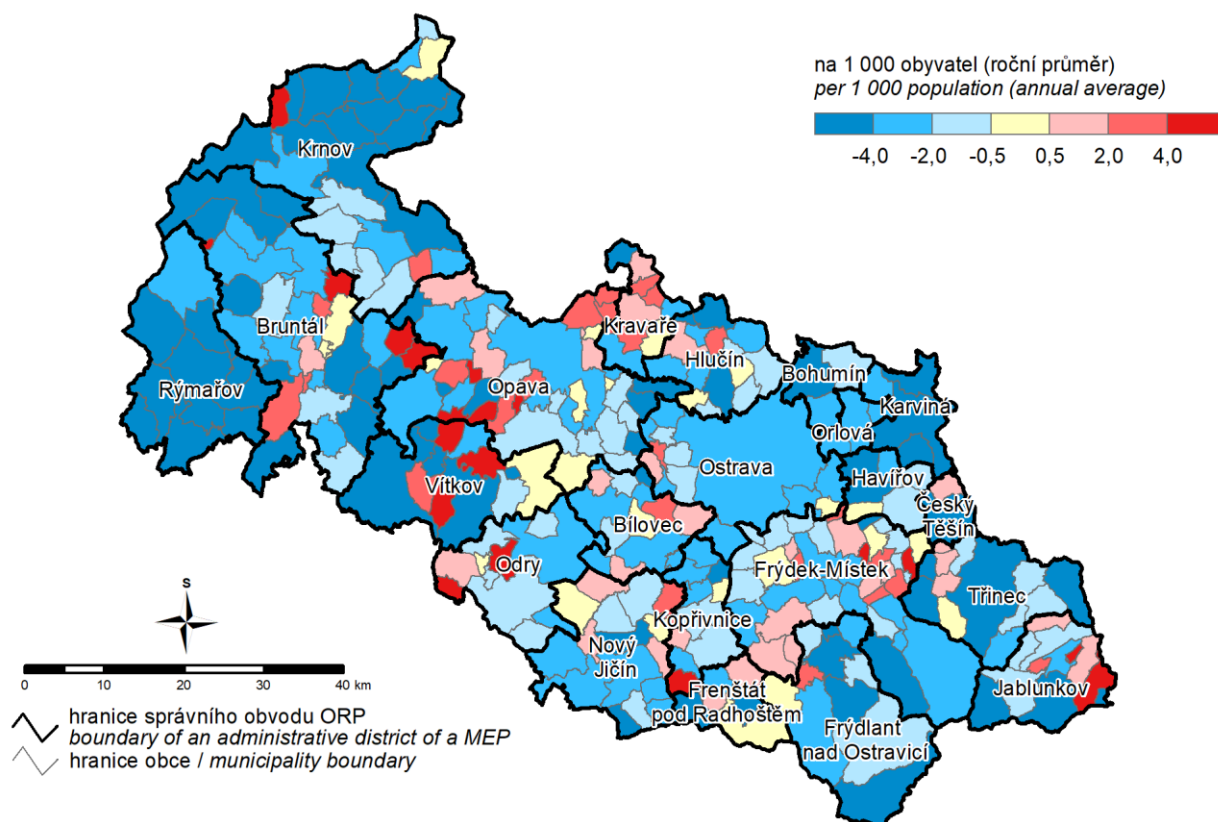 na 1 000 obyvatel (roční průměr)
per 1 000 population (annual average)
-4,0 -2,0 -0,5 0,5 2,0 4,0
Krnov
Bruntál
Rýmařov
Kravaře
Hlučín
Opava
Bohumín
Karviná
Orlová
Ostrava
Vítkov
Havířov
Český
Těšín
Bílovec
Odry
Frýdek-Místek
Třinec
Kopřivnice
Nový
Jičín
Jablunkov
Frenštát
pod Radhoštěm
Frýdlant
nad Ostravicí
S
0 10 20 30 40 km
hranice správního obvodu ORP
boundary of an administrative district of a MEP
hranice obce / municipality boundary